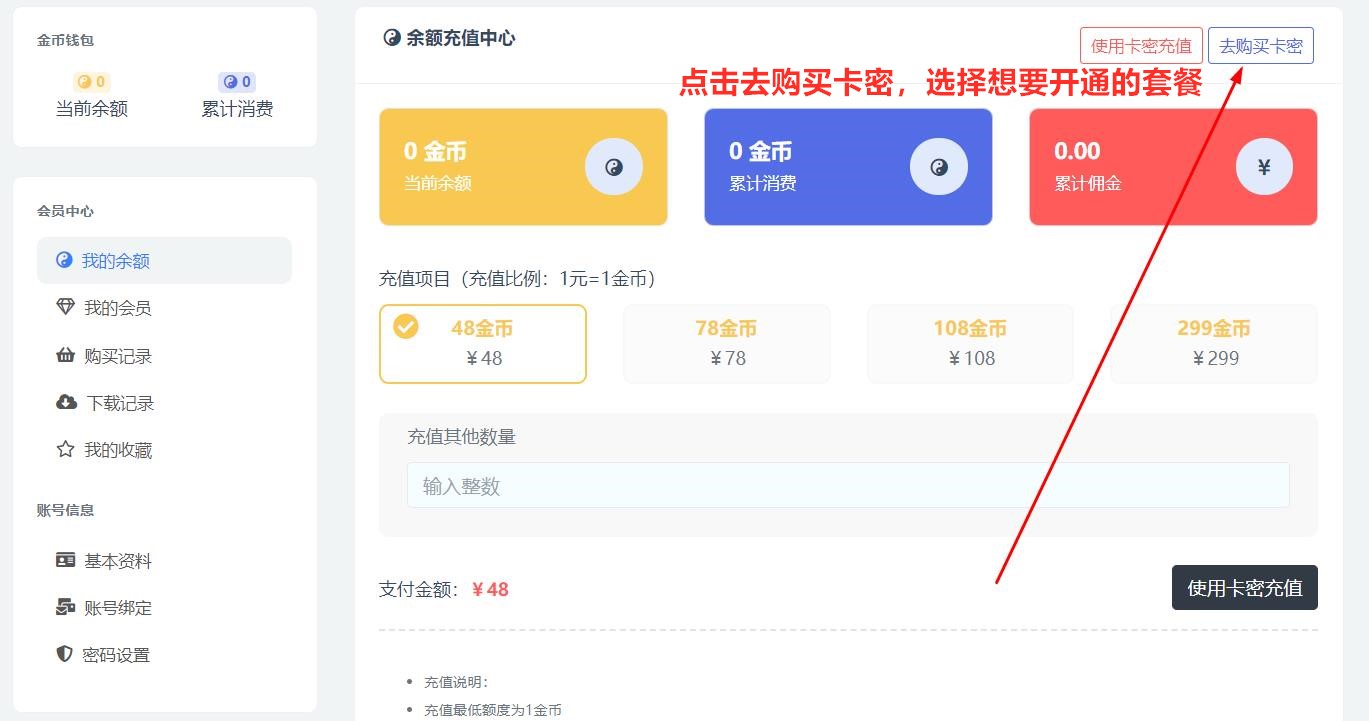 金币钱包
0 0
当前余额 累计消费
会员中心
我的余额
我的会员
购买记录
下载记录
我的收藏
账号信息
基本资料
账号绑定
密码设置
余额充值中心
使用卡密充值 去购买卡密
点击去购买卡密，选择想要开通的套餐
0 金币
当前余额
0 金币
累计消费
0.00
累计佣金
¥
充值项目（充值比例：1元=1金币）
48金币
¥48
78金币
¥78
108金币
¥108
299金币
¥299
充值其他数量
输入整数
支付金额：¥48
使用卡密充值
充值说明：
充值最低额度为1金币